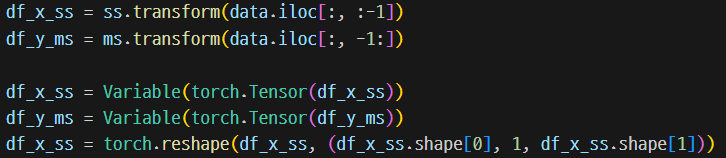 df_x_ss = ss.transform(data.iloc[:, :-1])
df_y_ms = ms.transform(data.iloc[:, -1:])
df_x_ss = Variable(torch.Tensor(df_x_ss))
df_y_ms = Variable(torch.Tensor(df_y_ms))
df_x_ss = torch.reshape(df_x_ss, (df_x_ss.shape[0], 1, df_x_ss.shape[1]))